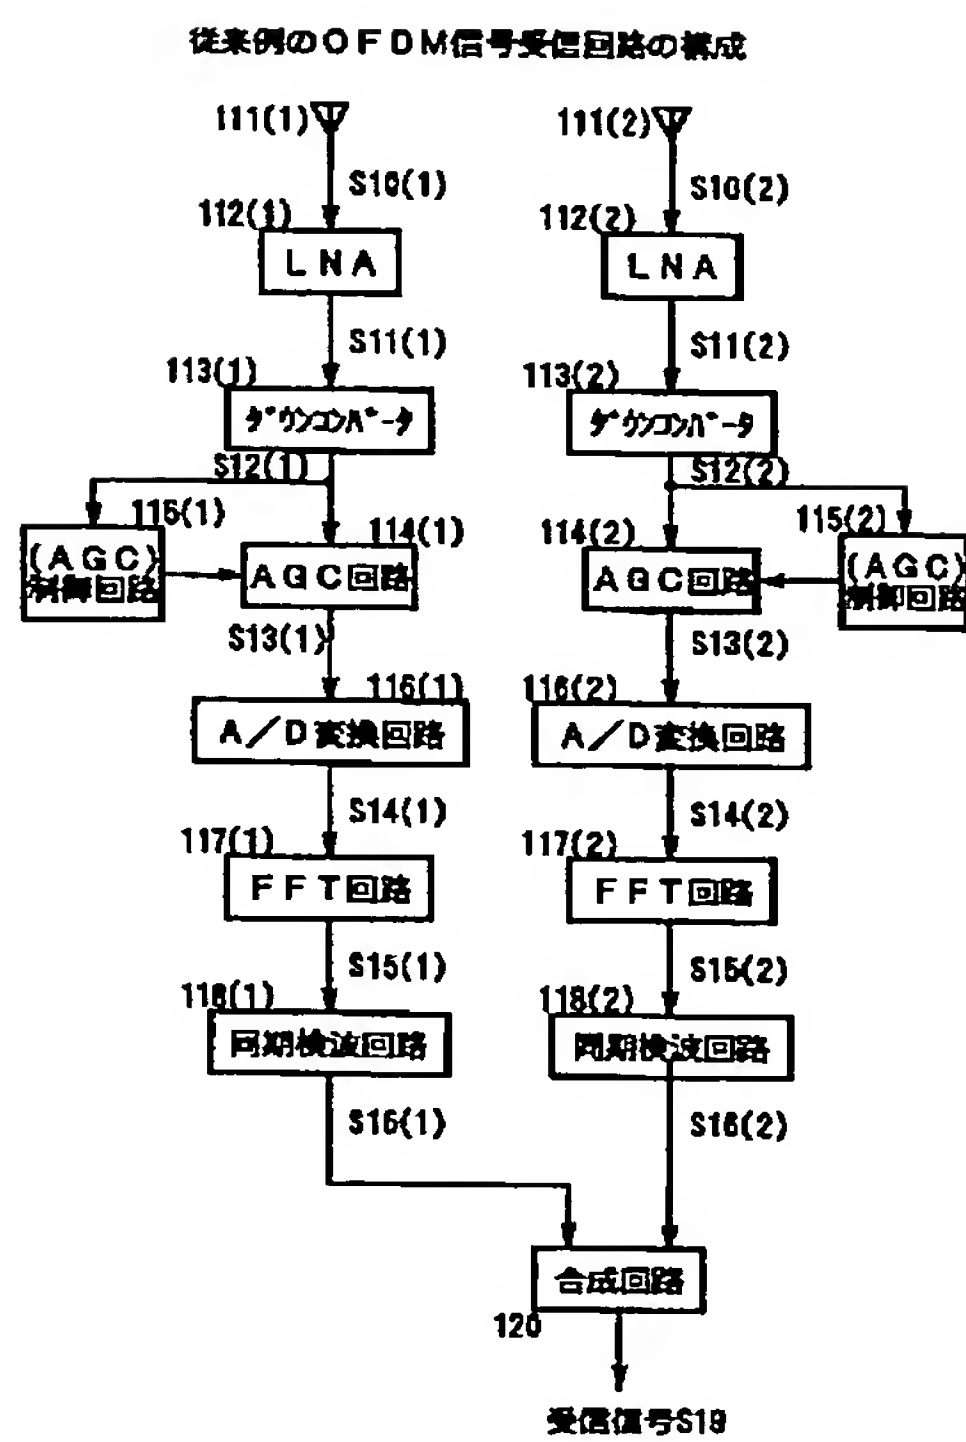 従来例のOFDM信号受信回路の構成
111(1)
111(2)
S10(1)
S10(2)
112(1)
112(2)
LNA
LNA
S11(1)
S11(2)
113(1)
113(2)
ダウンコンバータ
ダウンコンバータ
S12(1)
S12(2)
115(1)
114(1)
114(2)
115(2)
(AGC)
制御回路
AGC回路
AGC回路
(AGC)
制御回路
S13(1)
S13(2)
116(1)
116(2)
A/D変換回路
A/D変換回路
S14(1)
S14(2)
117(1)
117(2)
FFT回路
FFT回路
S15(1)
S15(2)
118(1)
118(2)
同期検波回路
同期検波回路
S16(1)
S16(2)
合成回路
120
受信信号S19